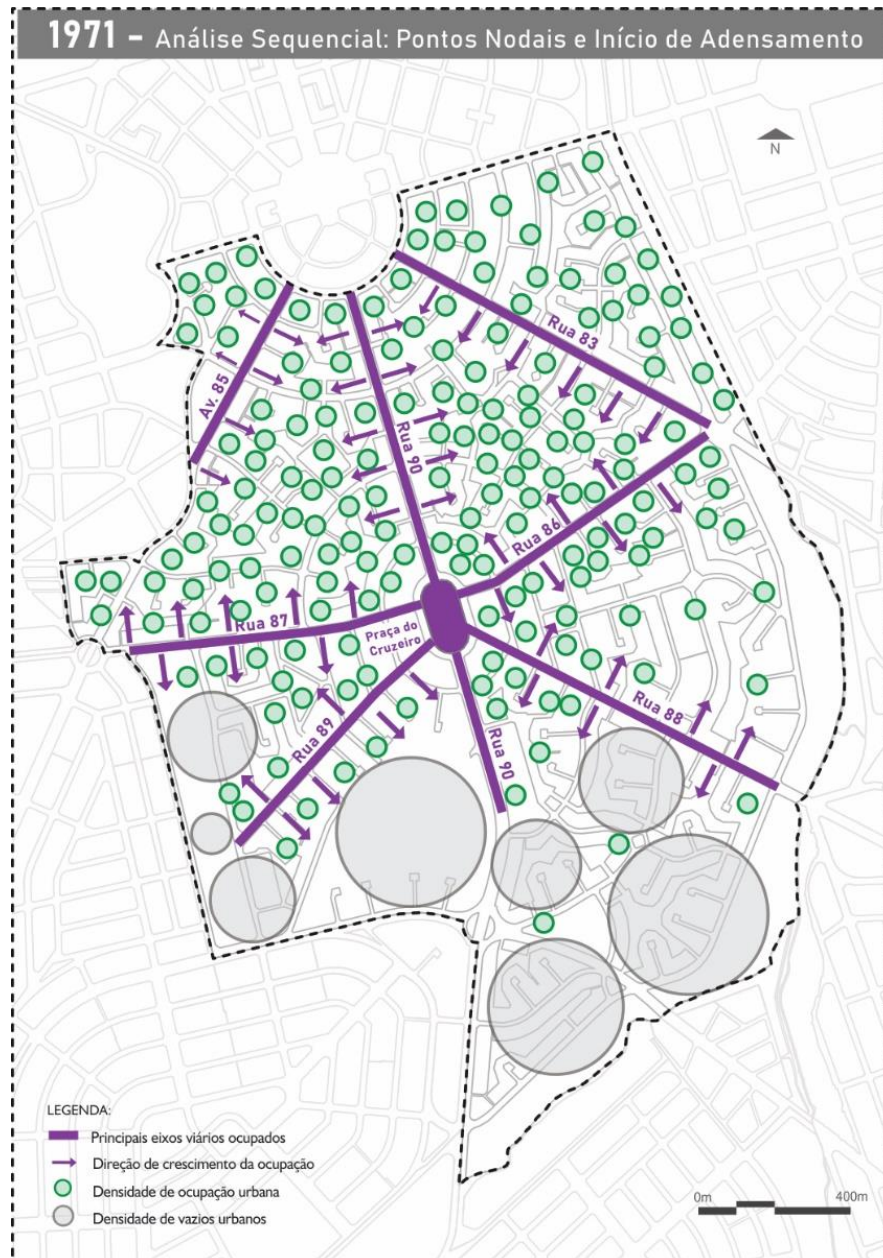 1971 - Análise Sequencial: Pontos Nodais e Início de Adensamento
N
Rua 83
Av. 85
Rua 90
Rua 86
Rua 87
Praça do
Cruzeiro
Rua 89
Rua 88
Rua 90
LEGENDA:
Principais eixos viários ocupados
Direção de crescimento da ocupação
Densidade de ocupação urbana
Densidade de vazios urbanos
0m
400m